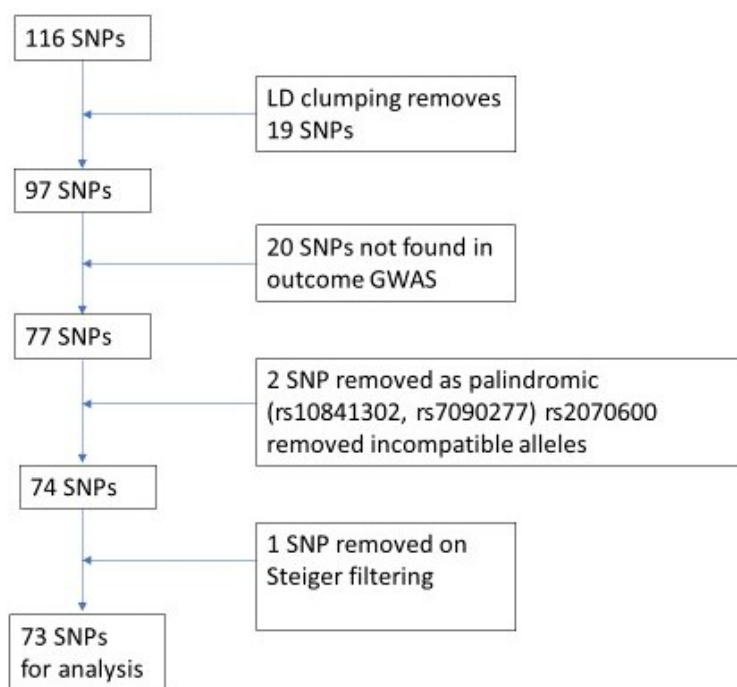 116 SNPs
LD clumping removes
19 SNPs
97 SNPs
20 SNPs not found in
outcome GWAS
77 SNPs
2 SNP removed as palindromic
(rs10841302, rs7090277) rs2070600
removed incompatible alleles
74 SNPs
1 SNP removed on
Steiger filtering
73 SNPs
for analysis